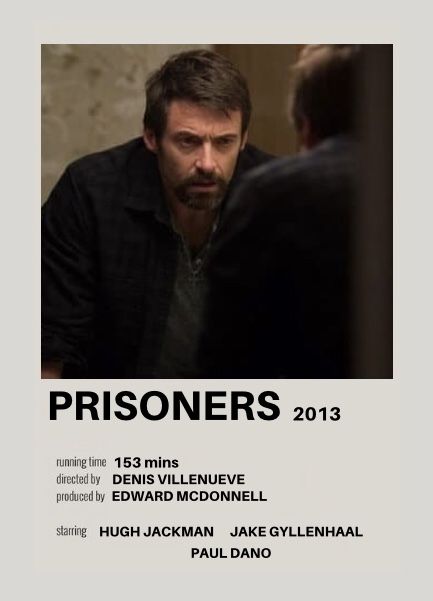 PRISONERS 2013
running time 153 mins
directed by DENIS VILLENUEVE
produced by EDWARD MCDONNELL
starring HUGH JACKMAN JAKE GYLLENHAAL
PAUL DANO